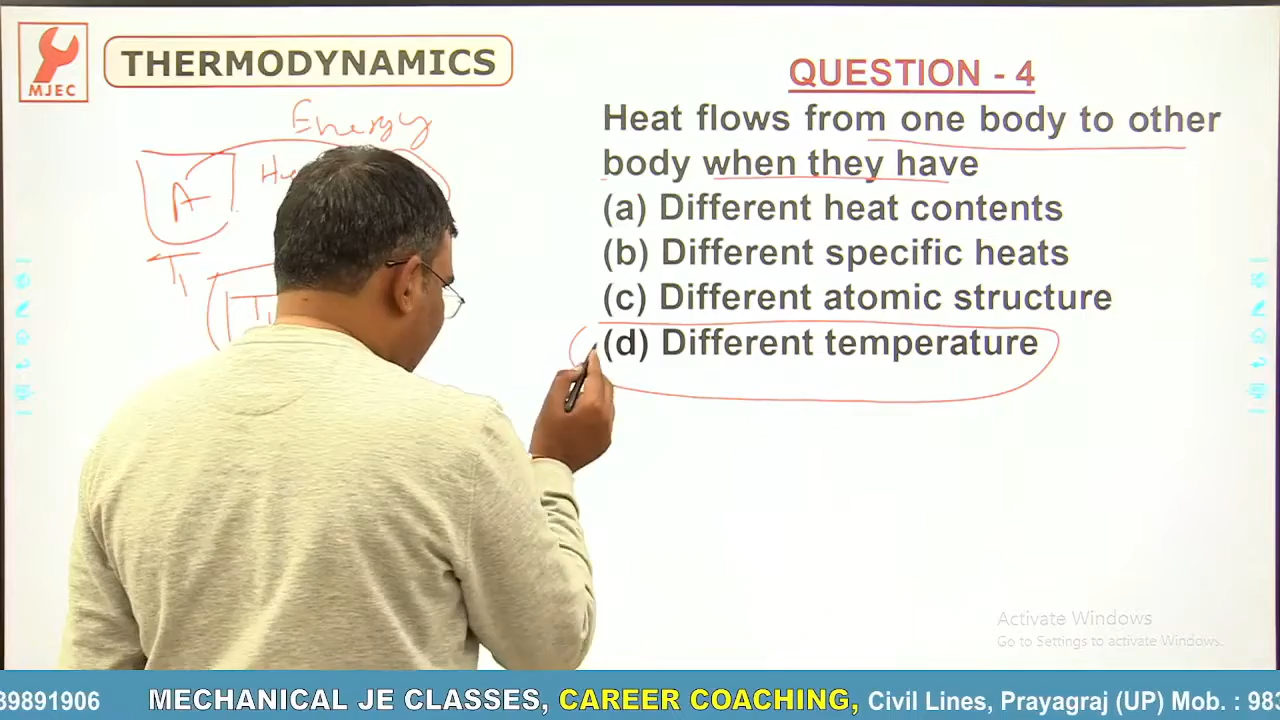 MJEC
THERMODYNAMICS
Energy
A
T1
QUESTION - 4
Heat flows from one body to other
body when they have
(a) Different heat contents
(b) Different specific heats
(c) Different atomic structure
(d) Different temperature
Activate Windows
Go to Settings to activate Windows.
39891906 MECHANICAL JE CLASSES, CAREER COACHING, Civil Lines, Prayagraj (UP) Mob. : 983